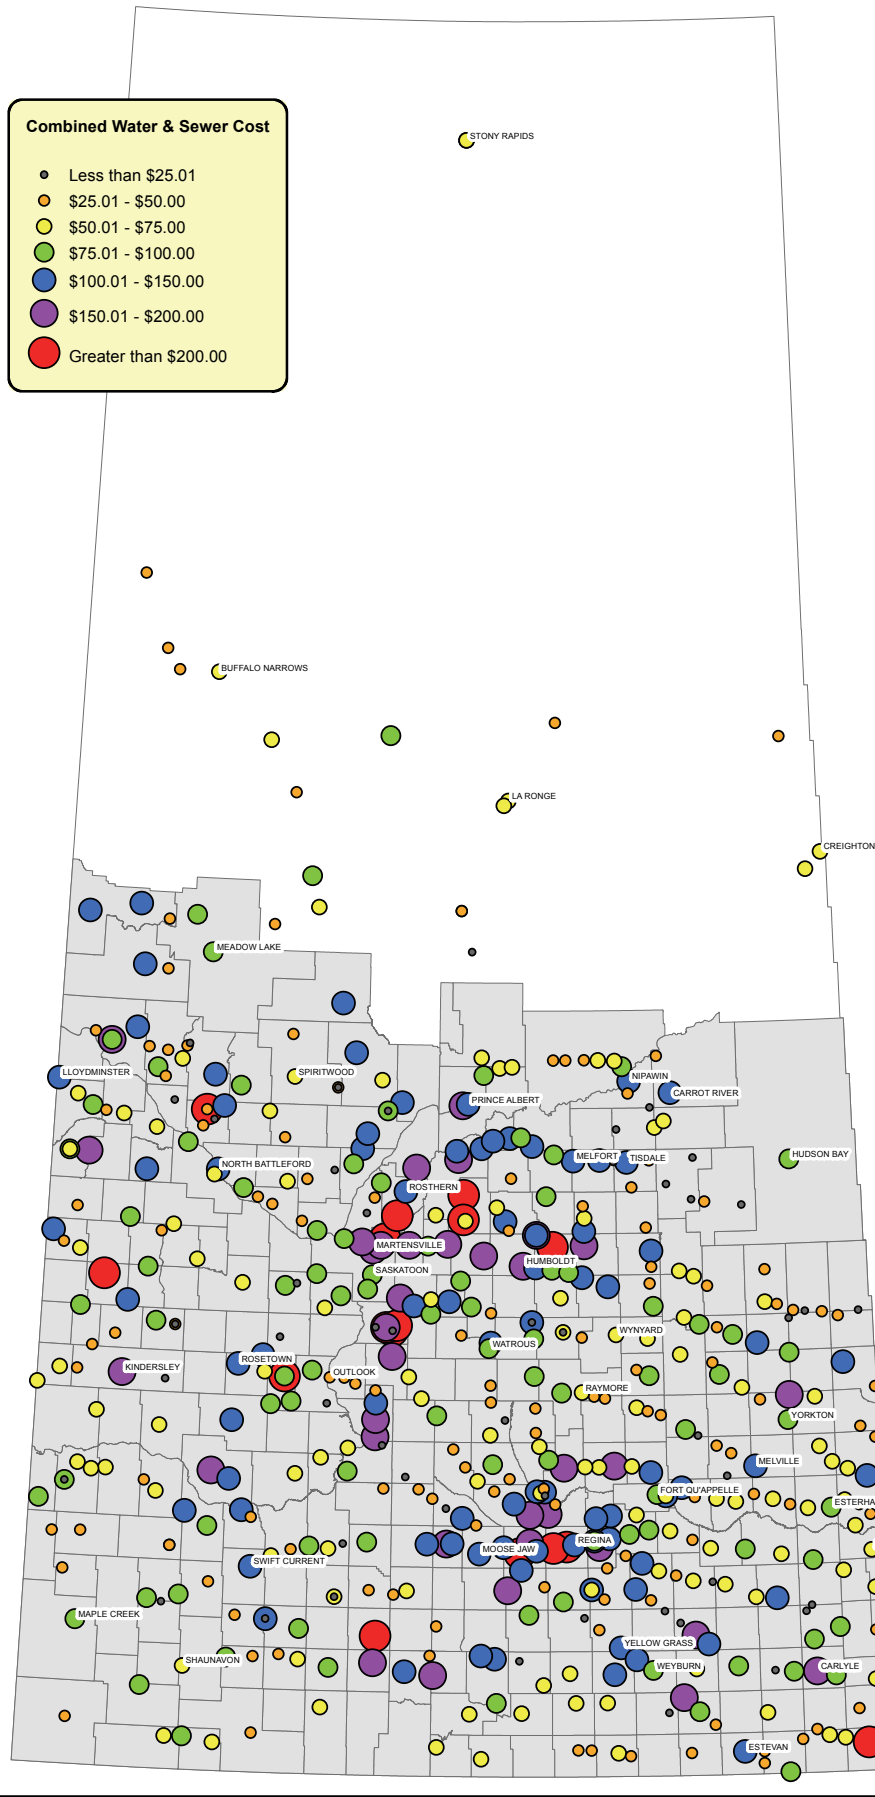 Combined Water & Sewer Cost
Less than $25.01
$25.01 - $50.00
$50.01 - $75.00
$75.01 - $100.00
$100.01 - $150.00
$150.01 - $200.00
Greater than $200.00
STONY RAPIDS
BUFFALO NARROWS
LA RONGE
CREIGHTON
MEADOW LAKE
LLOYDMINSTER
SPIRITWOOD
NIPAWIN
CARROT RIVER
PRINCE ALBERT
HUDSON BAY
MELFORT
TISDALE
NORTH BATTLEFORD
ROSTHERN
MARTENSVILLE
HUMBOLDT
SASKATOON
WYNYARD
WATROUS
ROSETOWN
KINDERSLEY
OUTLOOK
RAYMORE
YORKTON
MELVILLE
FORT QU'APPELLE
ESTERHA
REGINA
MOOSE JAW
SWIFT CURRENT
MAPLE CREEK
YELLOW GRASS
SHAUNAVON
WEYBURN
CARLYLE
ESTEVAN